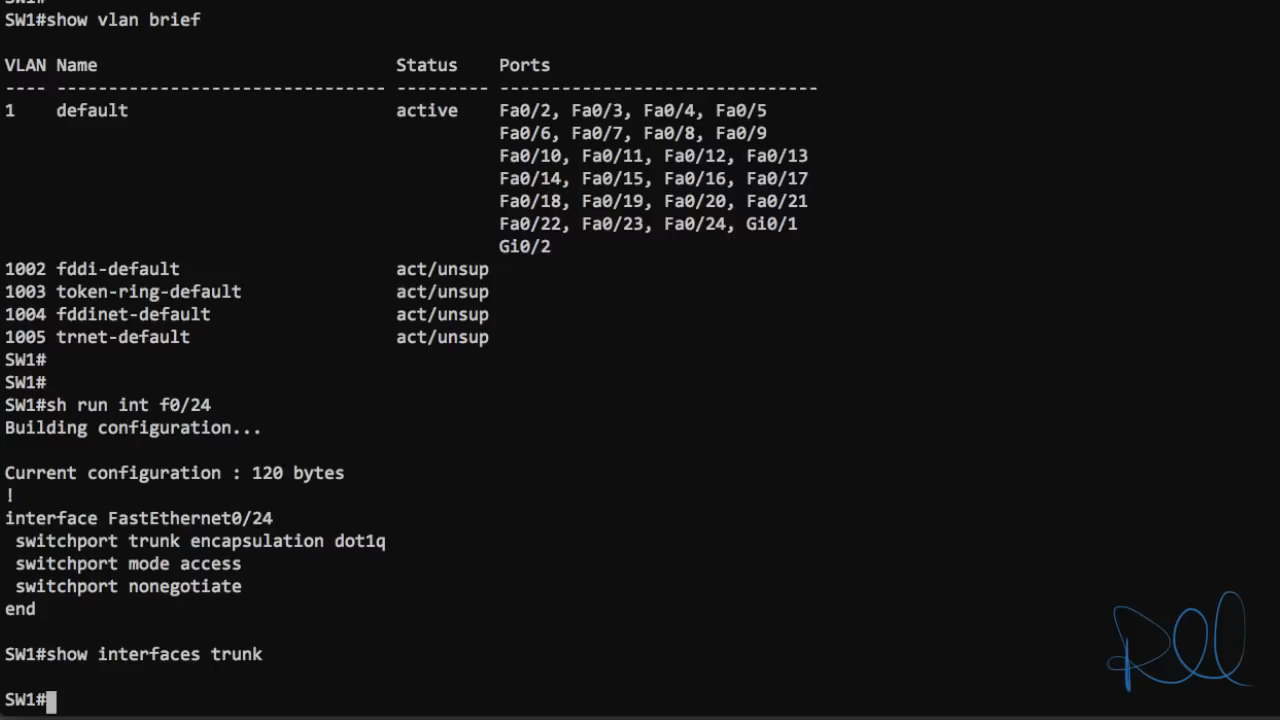 SW1#show vlan brief
VLAN Name Status Ports
---- -------------------------------- --------- -------------------------------
1 default active Fa0/2, Fa0/3, Fa0/4, Fa0/5
Fa0/6, Fa0/7, Fa0/8, Fa0/9
Fa0/10, Fa0/11, Fa0/12, Fa0/13
Fa0/14, Fa0/15, Fa0/16, Fa0/17
Fa0/18, Fa0/19, Fa0/20, Fa0/21
Fa0/22, Fa0/23, Fa0/24, Gi0/1
Gi0/2
1002 fddi-default act/unsup
1003 token-ring-default act/unsup
1004 fddinet-default act/unsup
1005 trnet-default act/unsup
SW1#
SW1#
SW1#sh run int f0/24
Building configuration...
Current configuration : 120 bytes
!
interface FastEthernet0/24
switchport trunk encapsulation dot1q
switchport mode access
switchport nonegotiate
end
SW1#show interfaces trunk
SW1#